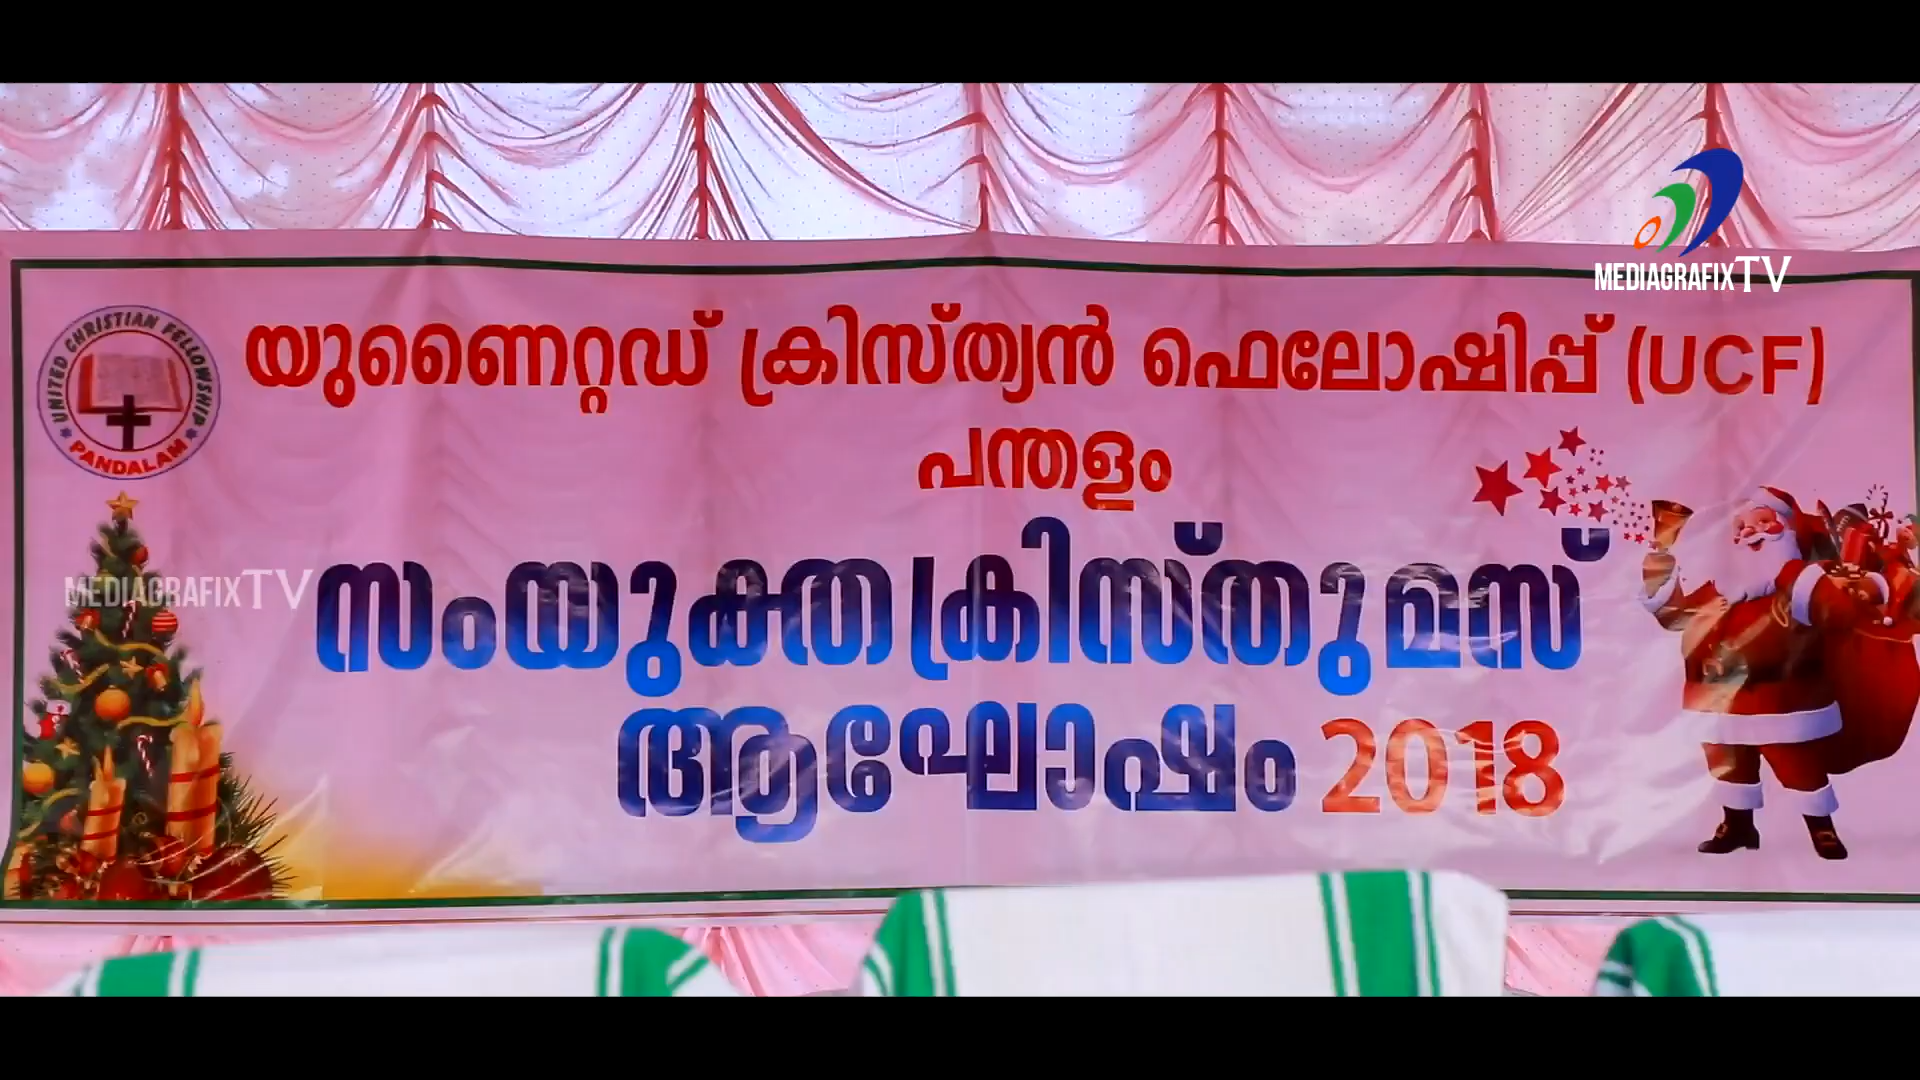 MEDIAGRAFIXTV
UNITED CHRISTIAN FELLOWSHIP
PANDALAM
യുണൈറ്റഡ് ക്രിസ്ത്യൻ ഫെലോഷിപ്പ് (UCF)
പന്തളം
MEDIAGRAFIXTV
സംയുക്തക്രിസ്തുമസ്
ആഘോഷം 2018